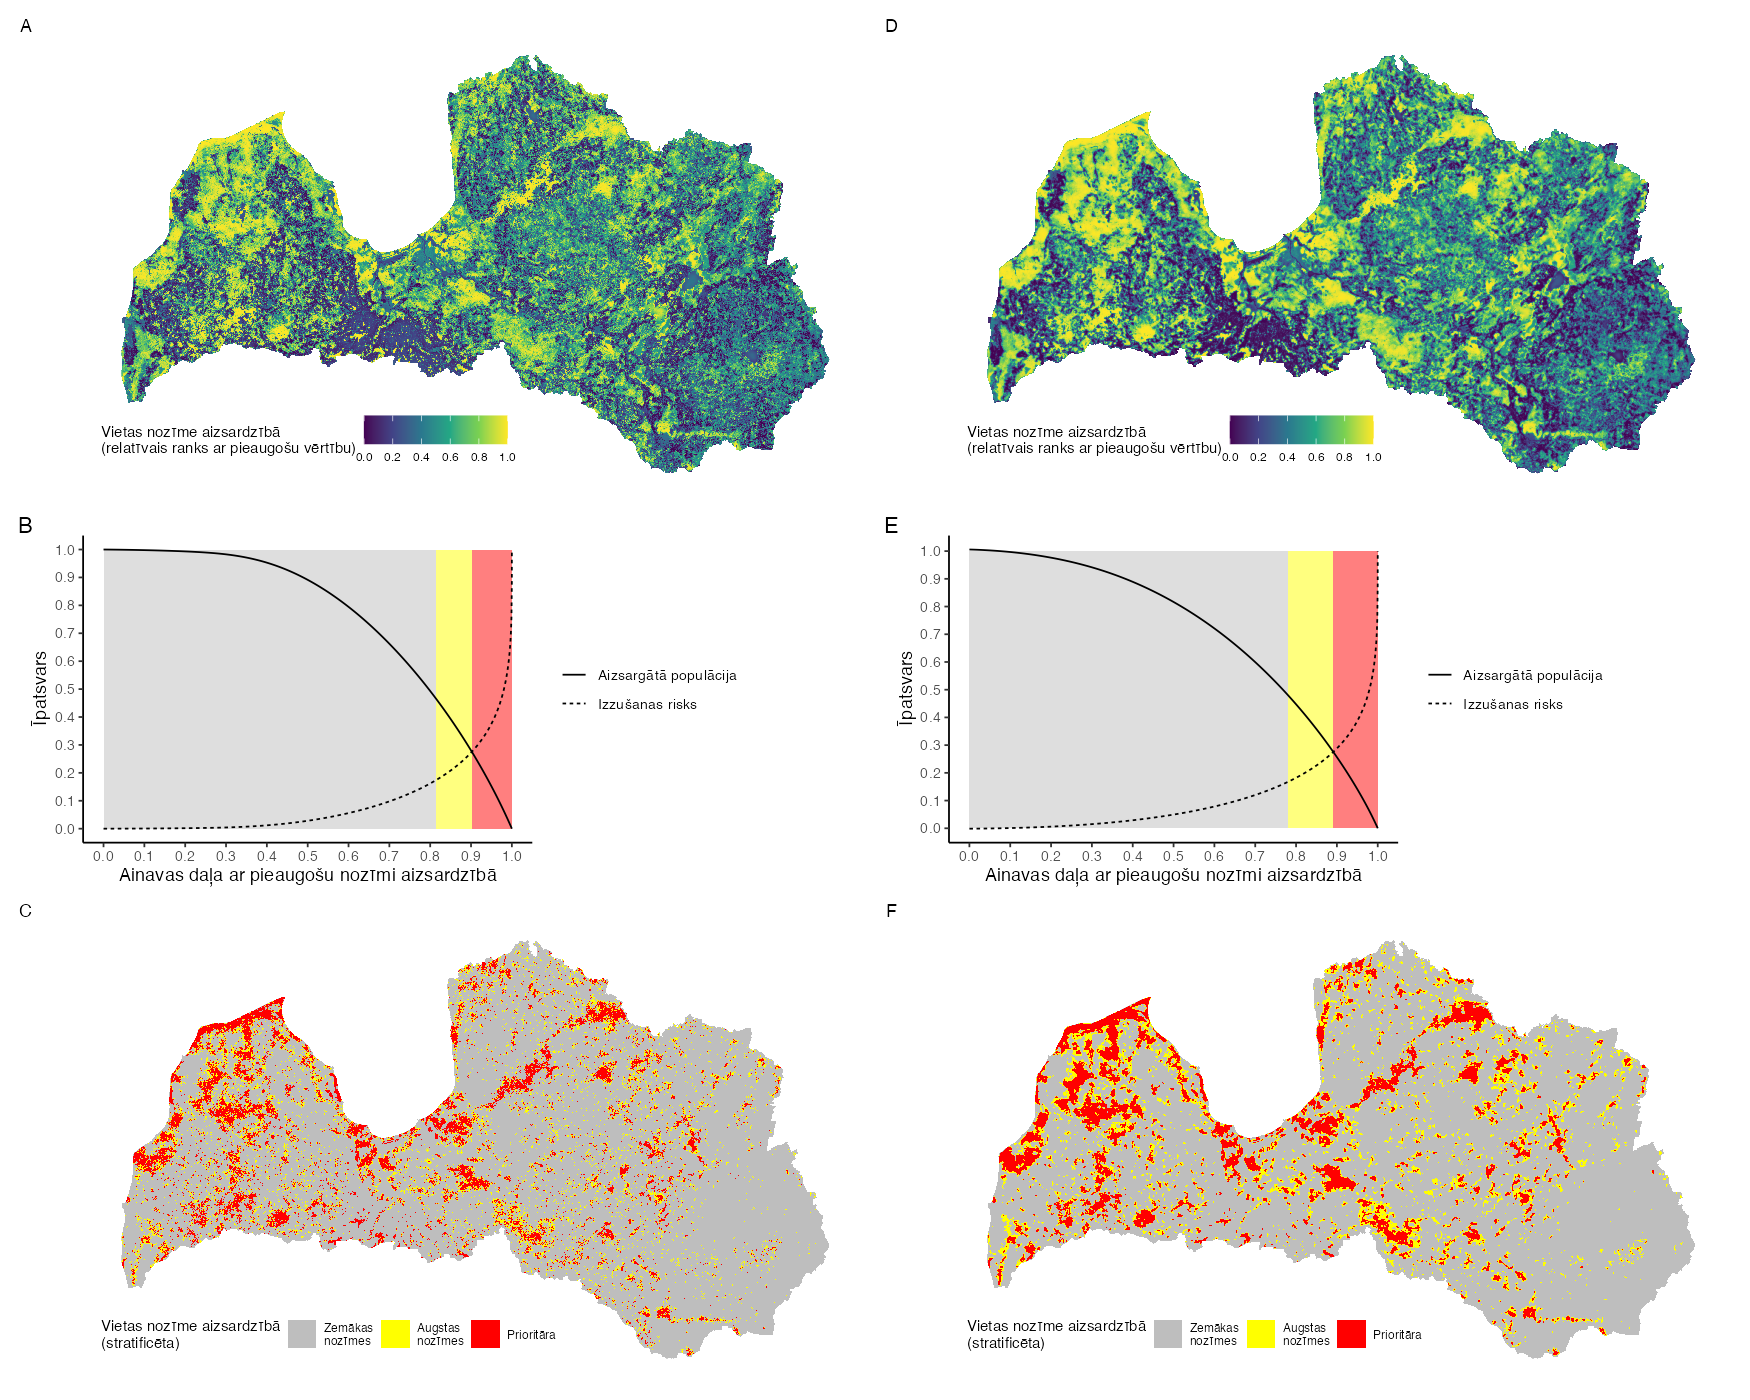 A
Vietas nozīme aizsardzībā
(relatīvais ranks ar pieaugošu vērtību)
0.0 0.2 0.4 0.6 0.8 1.0
D
Vietas nozīme aizsardzībā
(relatīvais ranks ar pieaugošu vērtību)
0.0 0.2 0.4 0.6 0.8 1.0
B
Īpatsvars
1.0
0.9
0.8
0.7
0.6
0.5
0.4
0.3
0.2
0.1
0.0
0.0 0.1 0.2 0.3 0.4 0.5 0.6 0.7 0.8 0.9 1.0
Ainavas daļa ar pieaugošu nozīmi aizsardzībā
Aizsargātā populācija
Izzušanas risks
E
Īpatsvars
1.0
0.9
0.8
0.7
0.6
0.5
0.4
0.3
0.2
0.1
0.0
0.0 0.1 0.2 0.3 0.4 0.5 0.6 0.7 0.8 0.9 1.0
Ainavas daļa ar pieaugošu nozīmi aizsardzībā
Aizsargātā populācija
Izzušanas risks
C
Vietas nozīme aizsardzībā
(stratificēta)
Zemākas
nozīmes
Augstas
nozīmes
Prioritāra
F
Vietas nozīme aizsardzībā
(stratificēta)
Zemākas
nozīmes
Augstas
nozīmes
Prioritāra